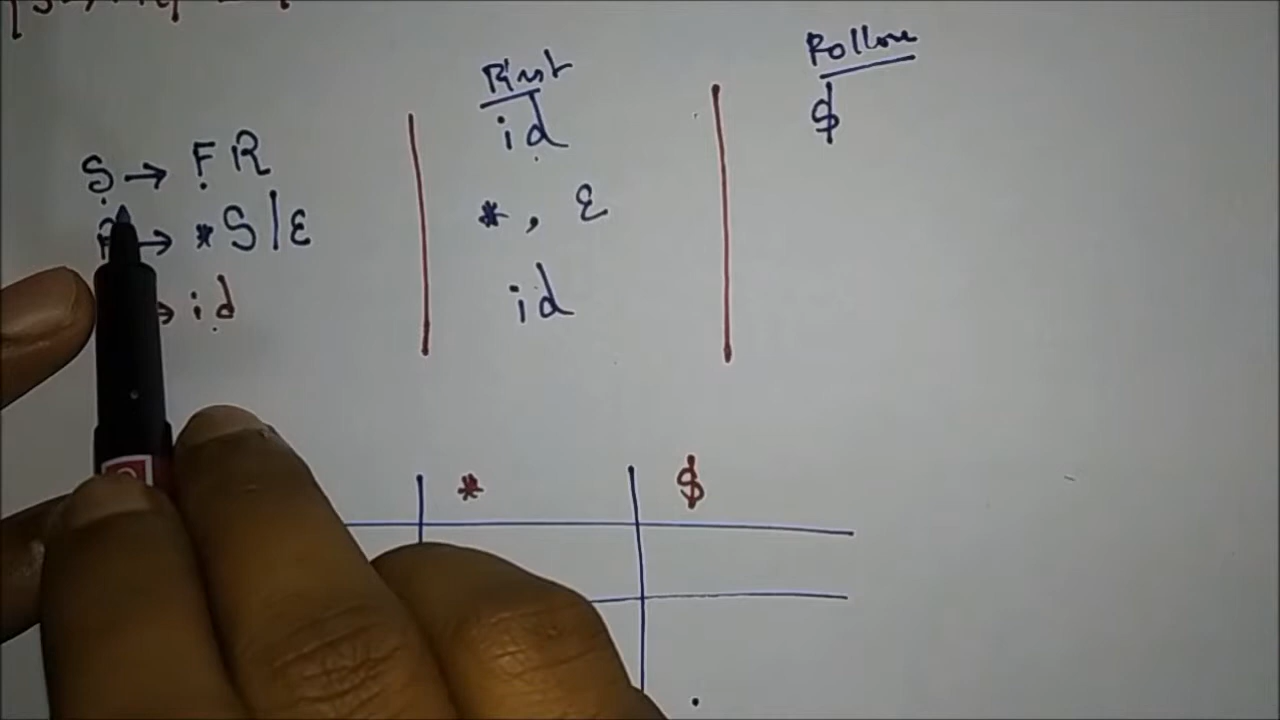 First
Follow
id
$
S → FR
*, ε
R → *S|ε
→ id
id
*
$